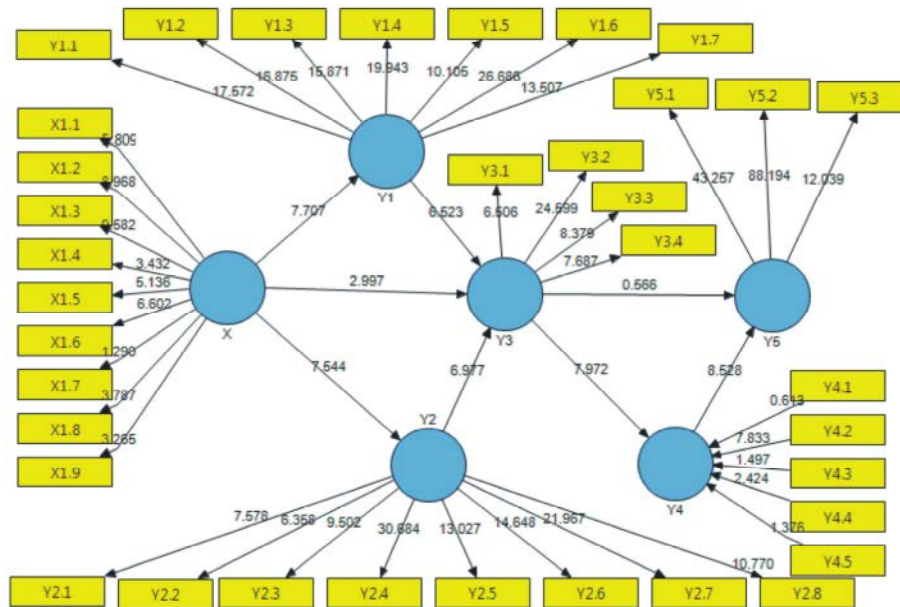 Y1.1
Y1.2
Y1.3
Y1.4
Y1.5
Y1.6
Y1.7
17.572
16.875
15.871
19.943
10.105
26.686
13.507
Y1
Y5.1
Y5.2
Y5.3
43.257
88.194
12.039
Y5
X1.1
X1.2
X1.3
X1.4
X1.5
X1.6
X1.7
X1.8
X1.9
5.809
8.968
9.582
3.432
5.136
6.602
1.290
3.787
3.265
X
Y3.1
Y3.2
Y3.3
Y3.4
6.506
24.599
8.379
7.687
Y3
7.707
6.523
2.997
0.566
7.544
6.977
7.972
8.528
Y2
Y4
Y4.1
Y4.2
Y4.3
Y4.4
Y4.5
0.613
7.833
1.497
2.424
1.376
7.578
6.358
9.502
30.684
13.027
14.648
21.967
10.770
Y2.1
Y2.2
Y2.3
Y2.4
Y2.5
Y2.6
Y2.7
Y2.8